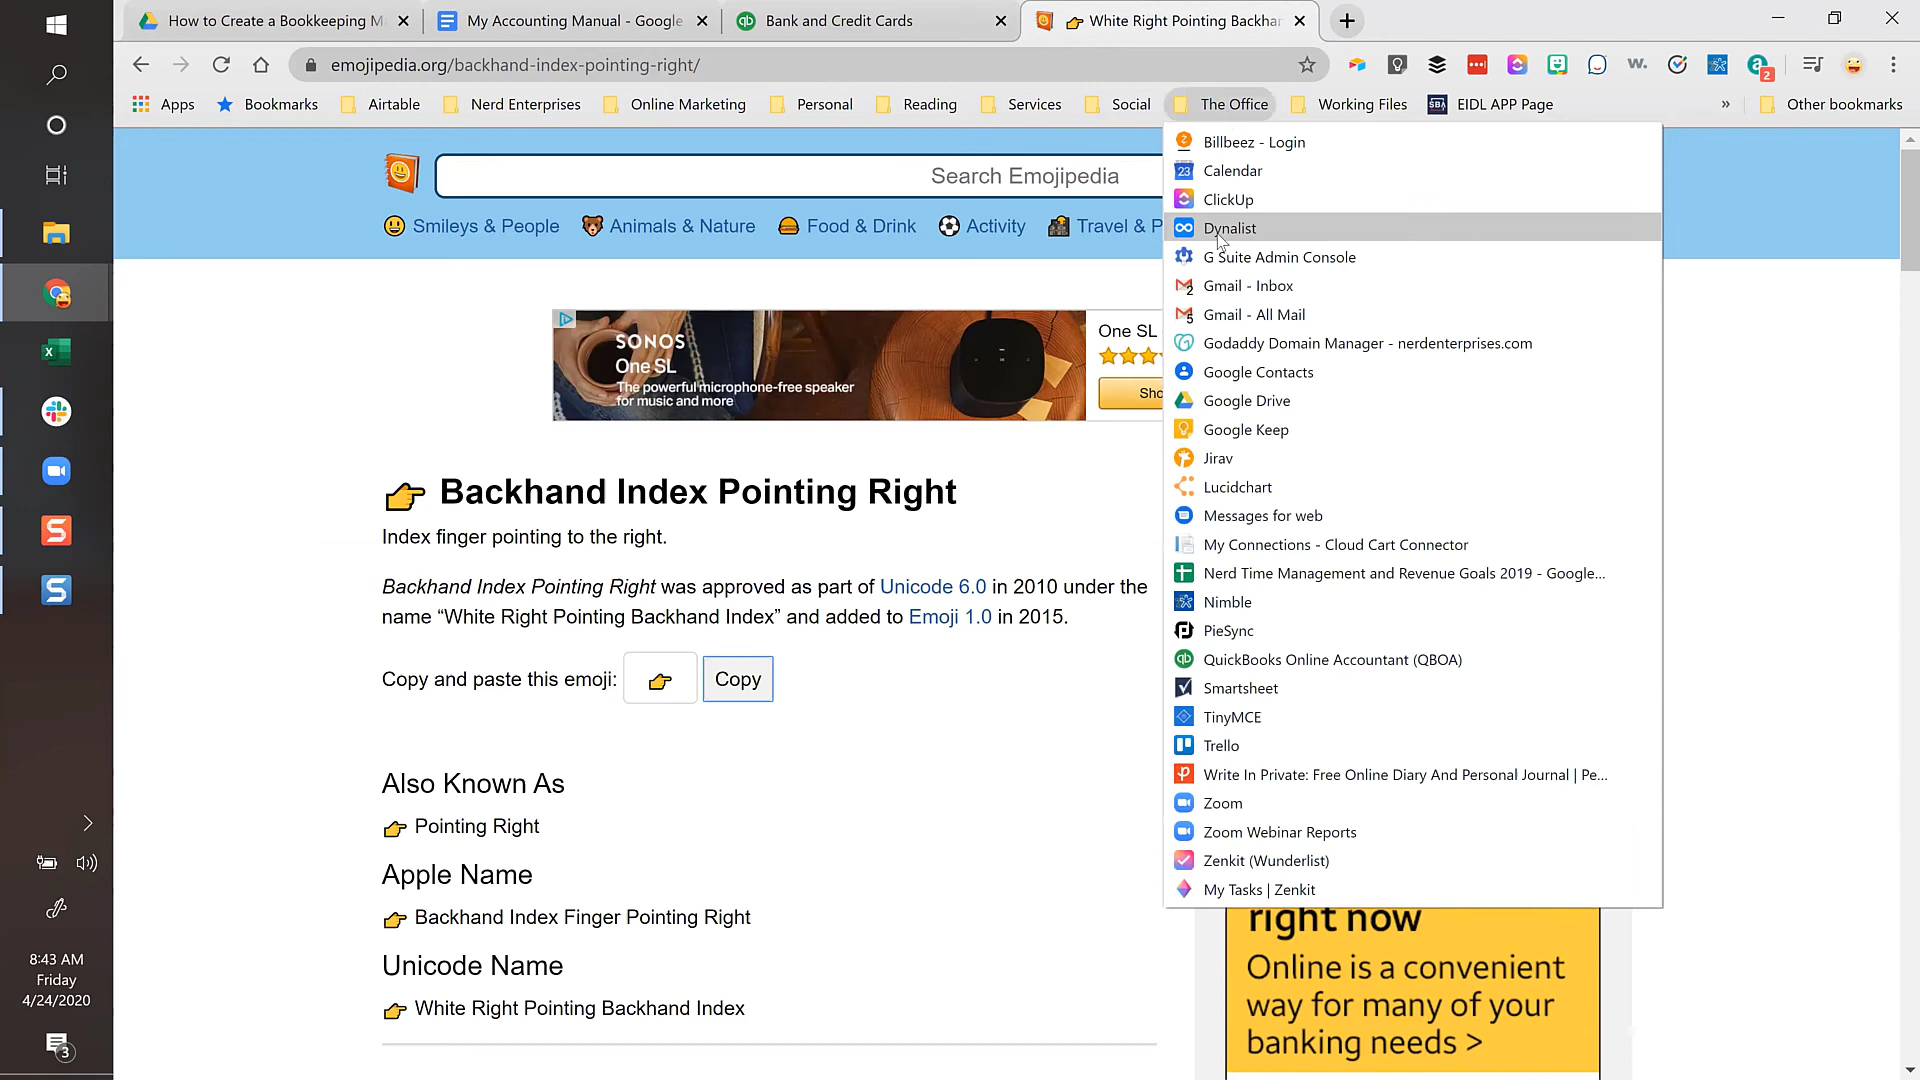 How to Create a Bookkeeping M
My Accounting Manual - Google
Bank and Credit Cards
White Right Pointing Backhan
emojipedia.org/backhand-index-pointing-right/
2
Apps
Bookmarks
Airtable
Nerd Enterprises
Online Marketing
Personal
Reading
Services
Social
The Office
Working Files
SBA
EIDL APP Page
»
Other bookmarks
Search Emojipedia
Smileys & People
Animals & Nature
Food & Drink
Activity
Travel & P
Billbeez - Login
23 Calendar
ClickUp
Dynalist
G Suite Admin Console
2 Gmail - Inbox
5 Gmail - All Mail
Godaddy Domain Manager - nerdenterprises.com
Google Contacts
Google Drive
Google Keep
Jirav
Lucidchart
Messages for web
My Connections - Cloud Cart Connector
Nerd Time Management and Revenue Goals 2019 - Google...
Nimble
PieSync
QuickBooks Online Accountant (QBOA)
Smartsheet
TinyMCE
Trello
Write In Private: Free Online Diary And Personal Journal | Pe...
Zoom
Zoom Webinar Reports
Zenkit (Wunderlist)
My Tasks | Zenkit
SONOS
One SL
The powerful microphone-free speaker
for music and more
One SL
Sho
Backhand Index Pointing Right
Index finger pointing to the right.
Backhand Index Pointing Right was approved as part of Unicode 6.0 in 2010 under the
name “White Right Pointing Backhand Index” and added to Emoji 1.0 in 2015.
Copy and paste this emoji:
Copy
Also Known As
Pointing Right
Apple Name
Backhand Index Finger Pointing Right
Unicode Name
White Right Pointing Backhand Index
right now
Online is a convenient
way for many of your
banking needs >
8:43 AM
Friday
4/24/2020
3